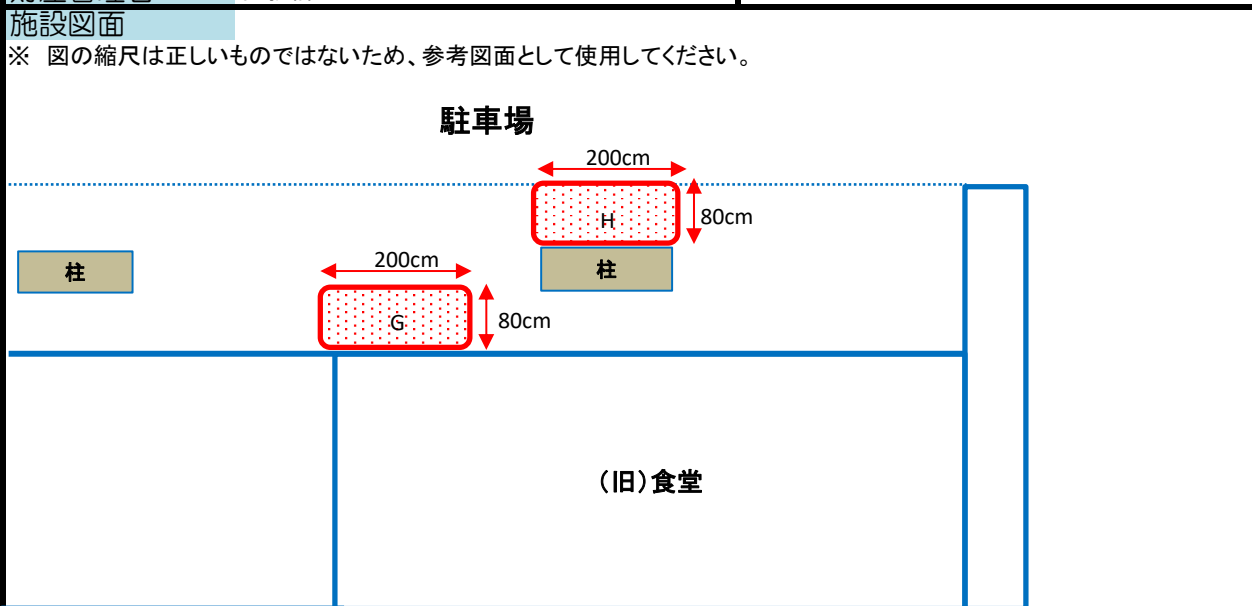 施設図面
※　図の縮尺は正しいものではないため、参考図面として使用してください。
駐車場
200cm
H
80cm
柱
200cm
柱
G
80cm
（旧）食堂